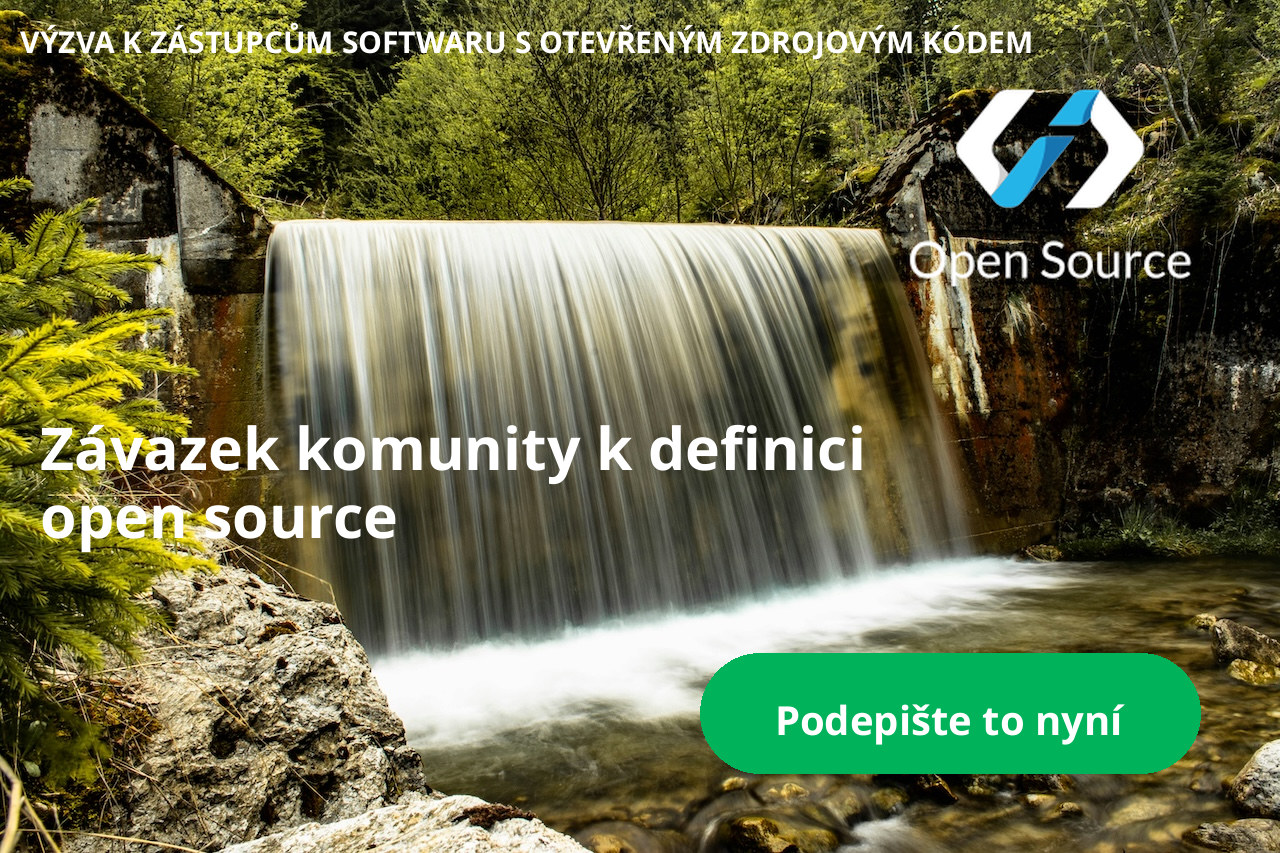 VÝZVA K ZÁSTUPCŮM SOFTWARU S OTEVŘENÝM ZDROJOVÝM KÓDEM
Open Source
Závazek komunity k definici
open source
Podepište to nyní